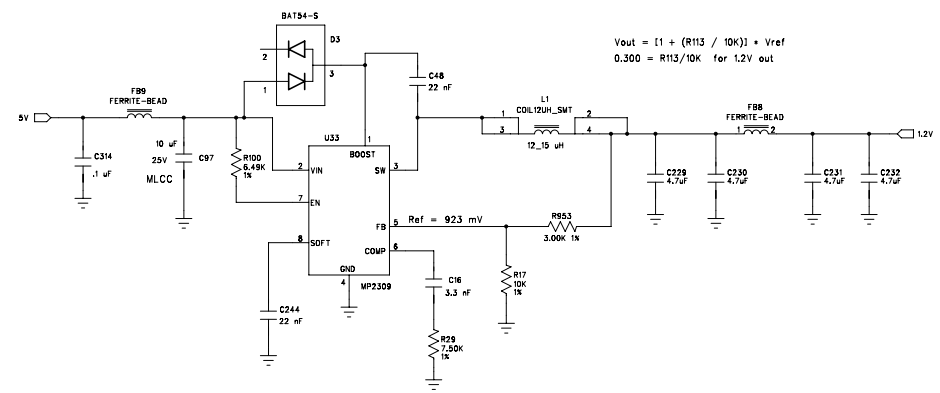 BAT54-S
D3
2
3
1
Vout = [1 + (R113 / 10K)] * Vref
0.300 = R113/10K for 1.2V out
FB9
FERRITE-BEAD
5V
C314
.1 uF
10 uF
25V
MLCC
C97
R100
6.49K
1%
U33
1
BOOST
2
VIN
3
SW
7
EN
5
FB
Ref = 923 mV
8
SOFT
6
COMP
GND
4
MP2309
C48
22 nF
L1
COIL12UH_SMT
1
2
3
4
12_15 uH
FB8
FERRITE-BEAD
1
2
1.2V
C229
4.7uF
C230
4.7uF
C231
4.7uF
C232
4.7uF
R953
3.00K 1%
R17
10K
1%
C16
3.3 nF
C244
22 nF
R29
7.50K
1%